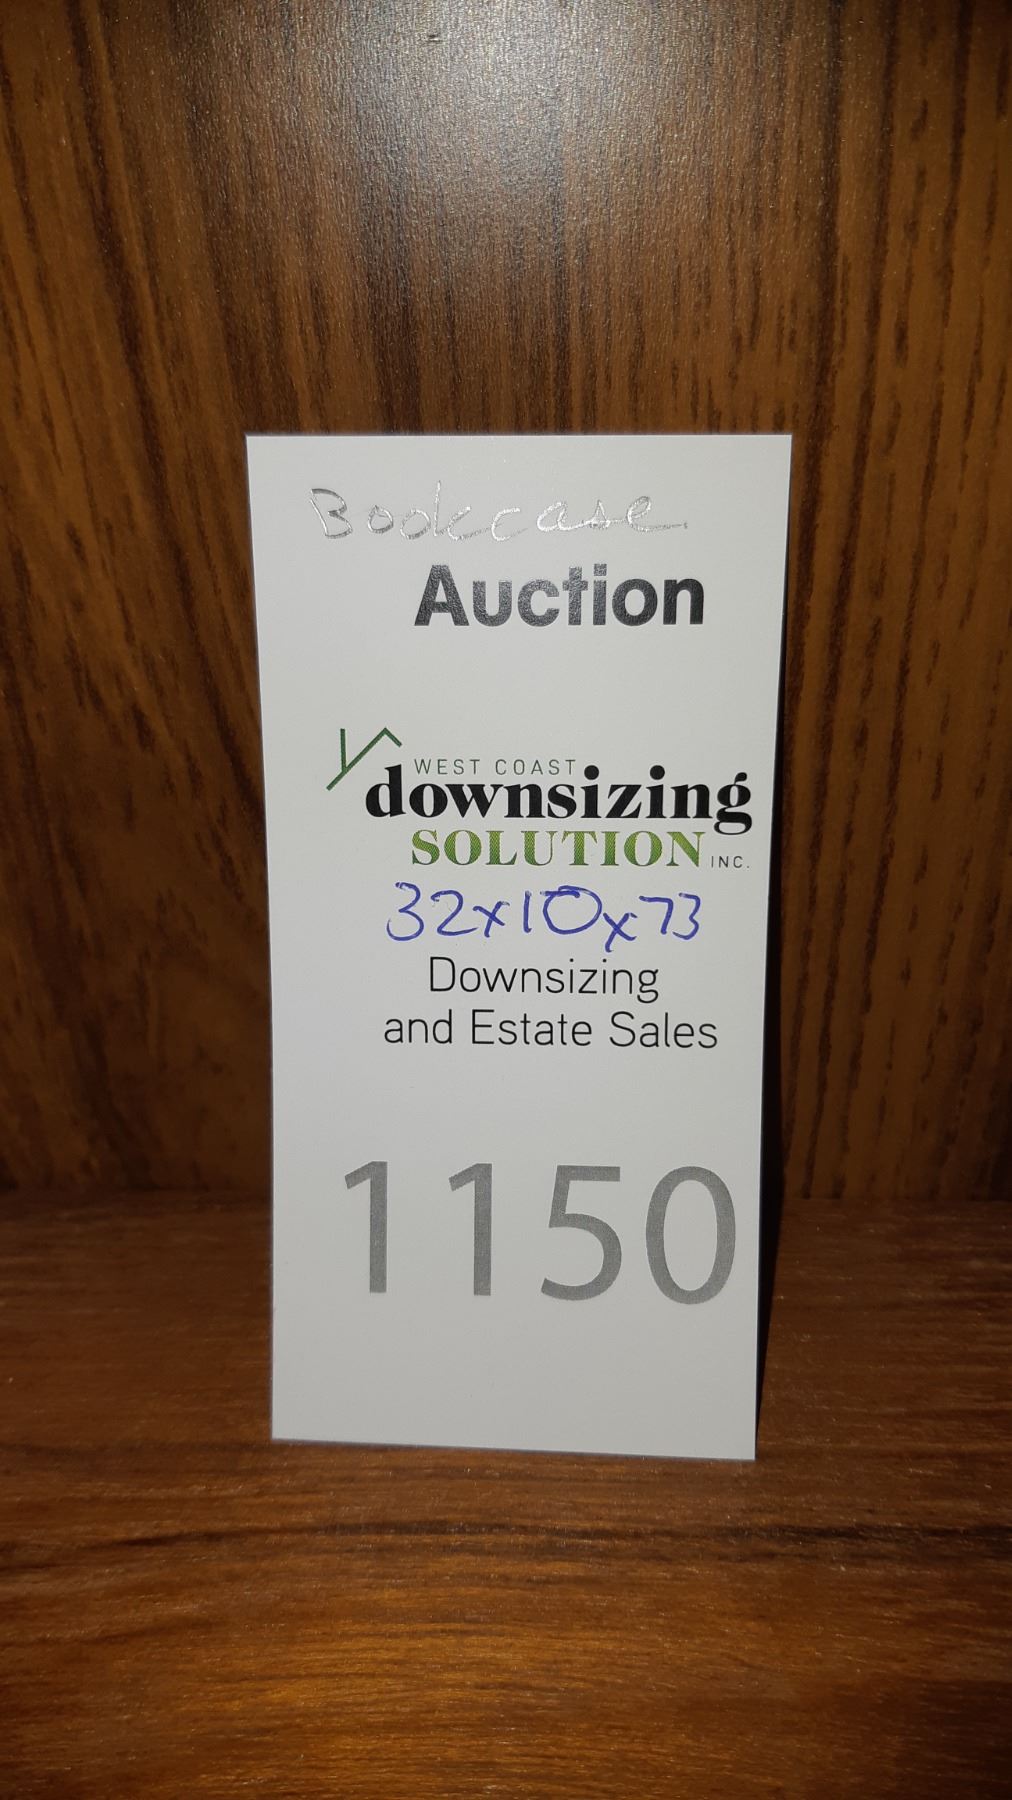 Bookcase
Auction
WEST COAST
downsizing
SOLUTION INC.
32x10x73
Downsizing
and Estate Sales
1150